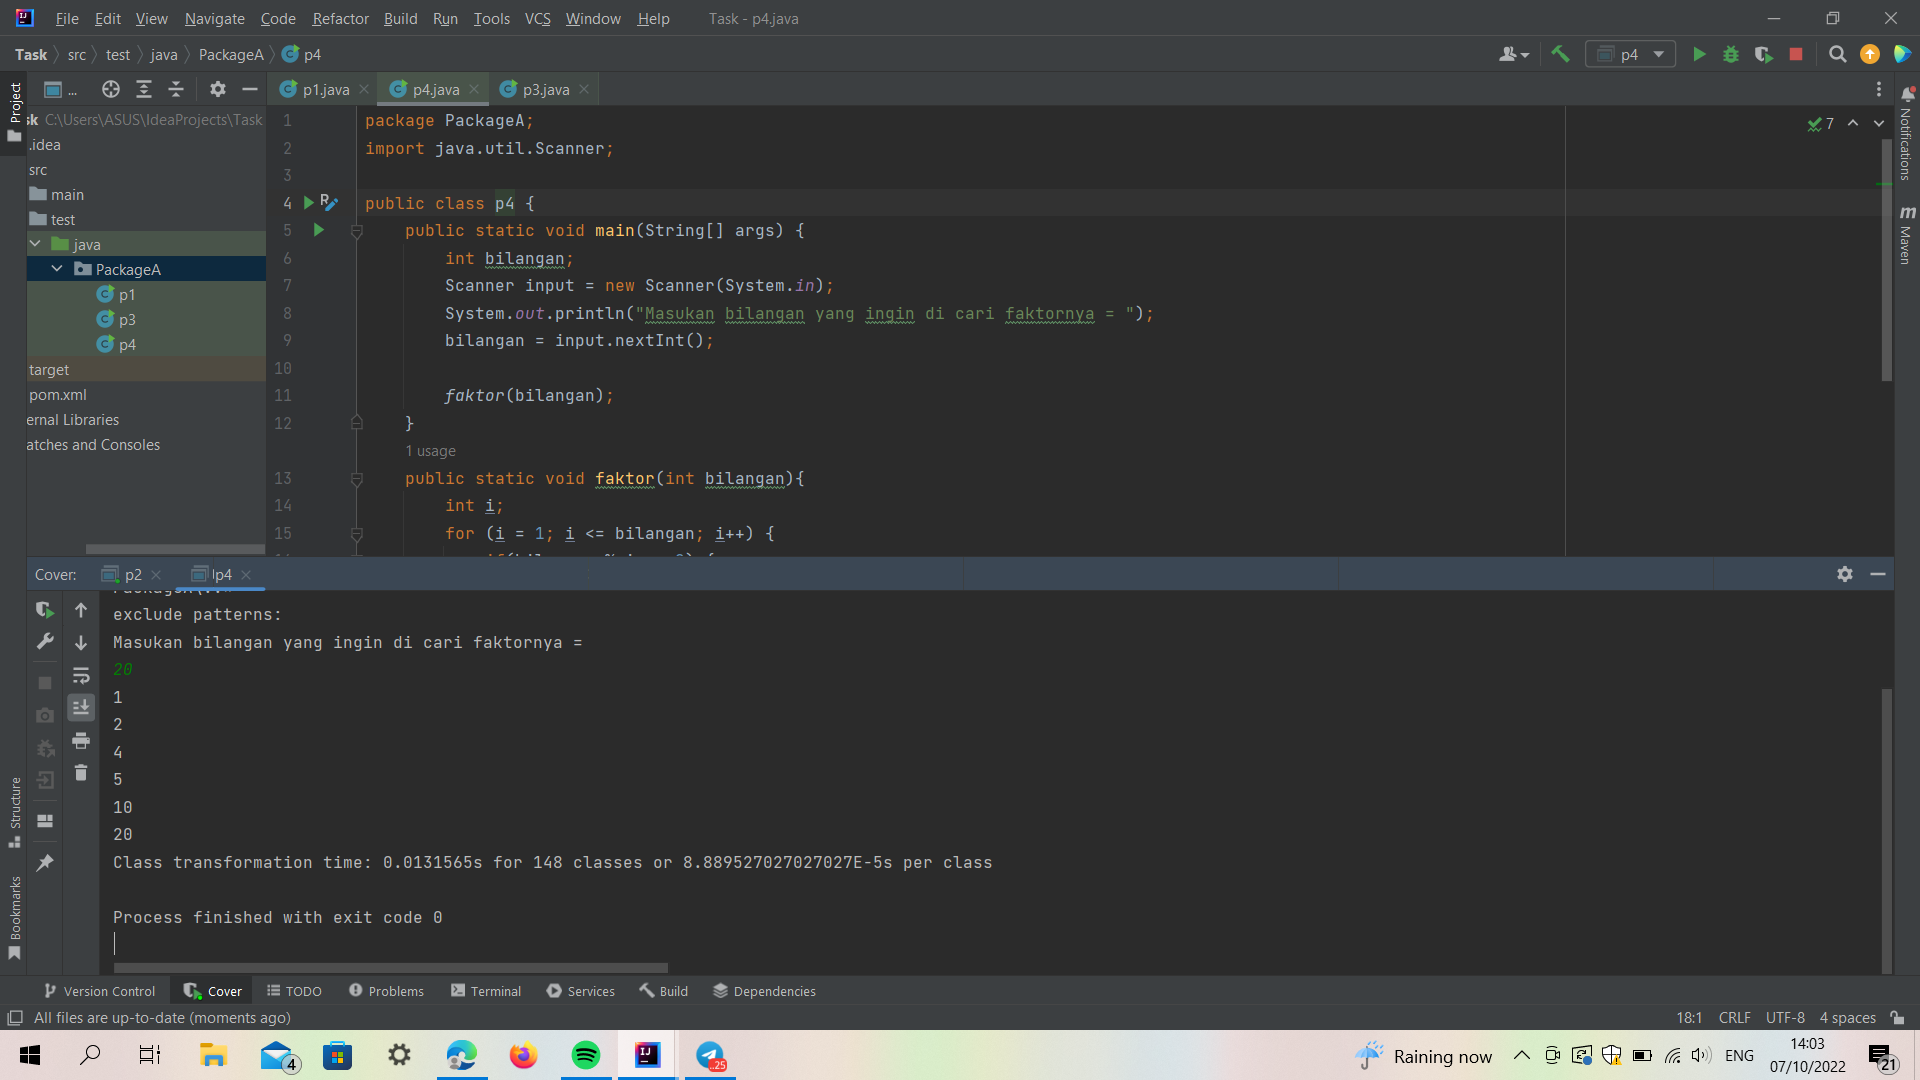 File Edit View Navigate Code Refactor Build Run Tools VCS Window Help Task - p4.java
Task src test java PackageA p4
p4
Project
...
p1.java p4.java p3.java
sk C:\Users\ASUS\IdeaProjects\Task
.idea
src
main
test
java
PackageA
p1
p3
p4
target
pom.xml
ernal Libraries
atches and Consoles
7
1 package PackageA;
2 import java.util.Scanner;
3
4 public class p4 {
5 public static void main(String[] args) {
6 int bilangan;
7 Scanner input = new Scanner(System.in);
8 System.out.println("Masukan bilangan yang ingin di cari faktornya = ");
9 bilangan = input.nextInt();
10
11 faktor(bilangan);
12 }
1 usage
13 public static void faktor(int bilangan){
14 int i;
15 for (i = 1; i <= bilangan; i++) {
Notifications
Maven
Cover: p2 p4
exclude patterns:
Masukan bilangan yang ingin di cari faktornya =
20
1
2
4
5
10
20
Class transformation time: 0.0131565s for 148 classes or 8.889527027027027E-5s per class
Process finished with exit code 0
Structure
Bookmarks
Version Control Cover TODO Problems Terminal Services Build Dependencies
All files are up-to-date (moments ago)
18:1 CRLF UTF-8 4 spaces
4
IJ
..25
Raining now
ENG
14:03
07/10/2022
21